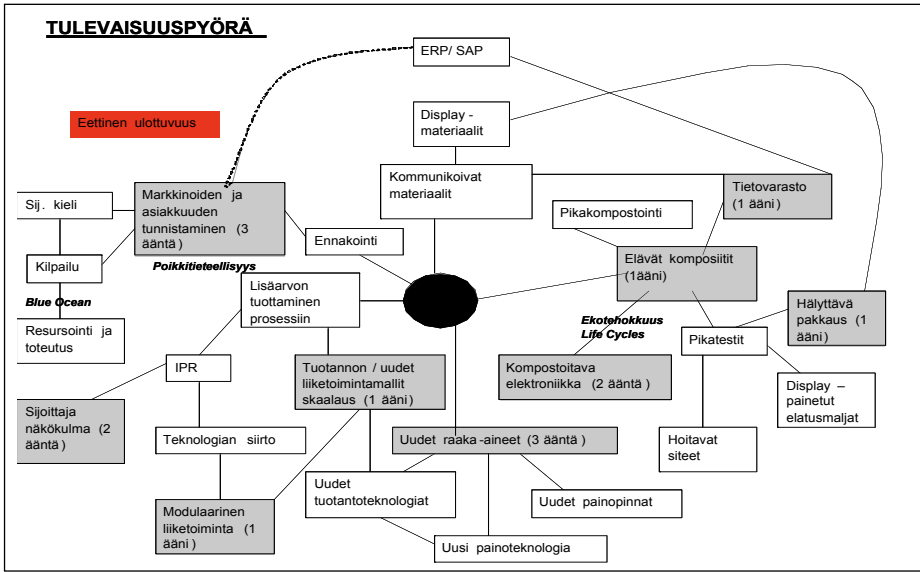 TULEVAISUUSPYÖRÄ
ERP/ SAP
Eettinen ulottuvuus
Display -
materiaalit
Kommunikoivat
materiaalit
Markkinoiden ja
asiakkuuden
tunnistaminen (3
ääntä )
Sij. kieli
Tietovarasto
(1 ääni )
Pikakompostointi
Ennakointi
Kilpailu
Poikkitieteellisyys
Elävät komposiitit
(1ääni)
Lisäarvon
tuottaminen
prosessiin
Blue Ocean
Hälyttävä
pakkaus (1
ääni )
Resursointi ja
toteutus
Ekotehokkuus
Life Cycles
Pikatestit
IPR
Tuotannon / uudet
liiketoimintamallit
skaalaus (1 ääni )
Kompostoitava
elektroniikka (2 ääntä )
Display –
painetut
elatusmaljat
Sijoittaja
näkökulma (2
ääntä )
Teknologian siirto
Uudet raaka -aineet (3 ääntä )
Hoitavat
siteet
Uudet
tuotantoteknologiat
Uudet painopinnat
Modulaarinen
liiketoiminta (1
ääni )
Uusi painoteknologia